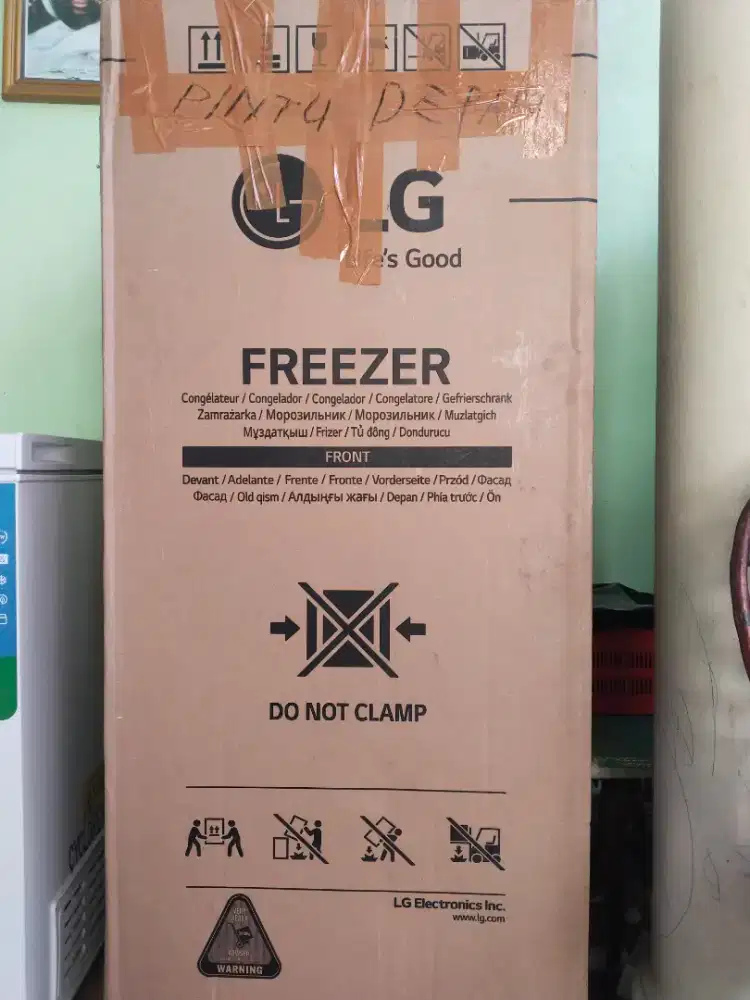 PINTU DEPAN
LG
Life's Good
FREEZER
Congélateur / Congelador / Congelador / Congelatore / Gefrierschrank
Zamrażarka / Морозильник / Морозильник / Muzlatgich
Мұздатқыш / Frizer / Tủ đông / Dondurucu
FRONT
Devant / Adelante / Frente / Fronte / Vorderseite / Przód / Фасад
Фасад / Old qism / Алдыңғы жағы / Depan / Phía trước / Ön
DO NOT CLAMP
LG Electronics Inc.
www.lg.com
WARNING